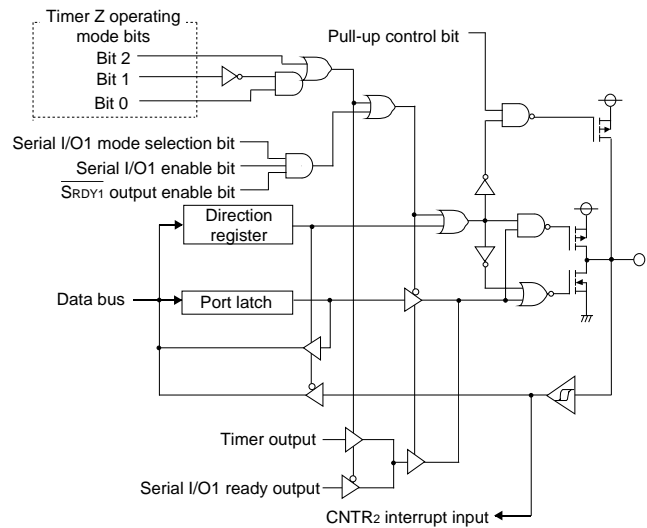 Timer Z operating
mode bits
Bit 2
Bit 1
Bit 0
Pull-up control bit
Serial I/O1 mode selection bit
Serial I/O1 enable bit
SRDY1 output enable bit
Direction
register
Data bus
Port latch
Timer output
Serial I/O1 ready output
CNTR2 interrupt input